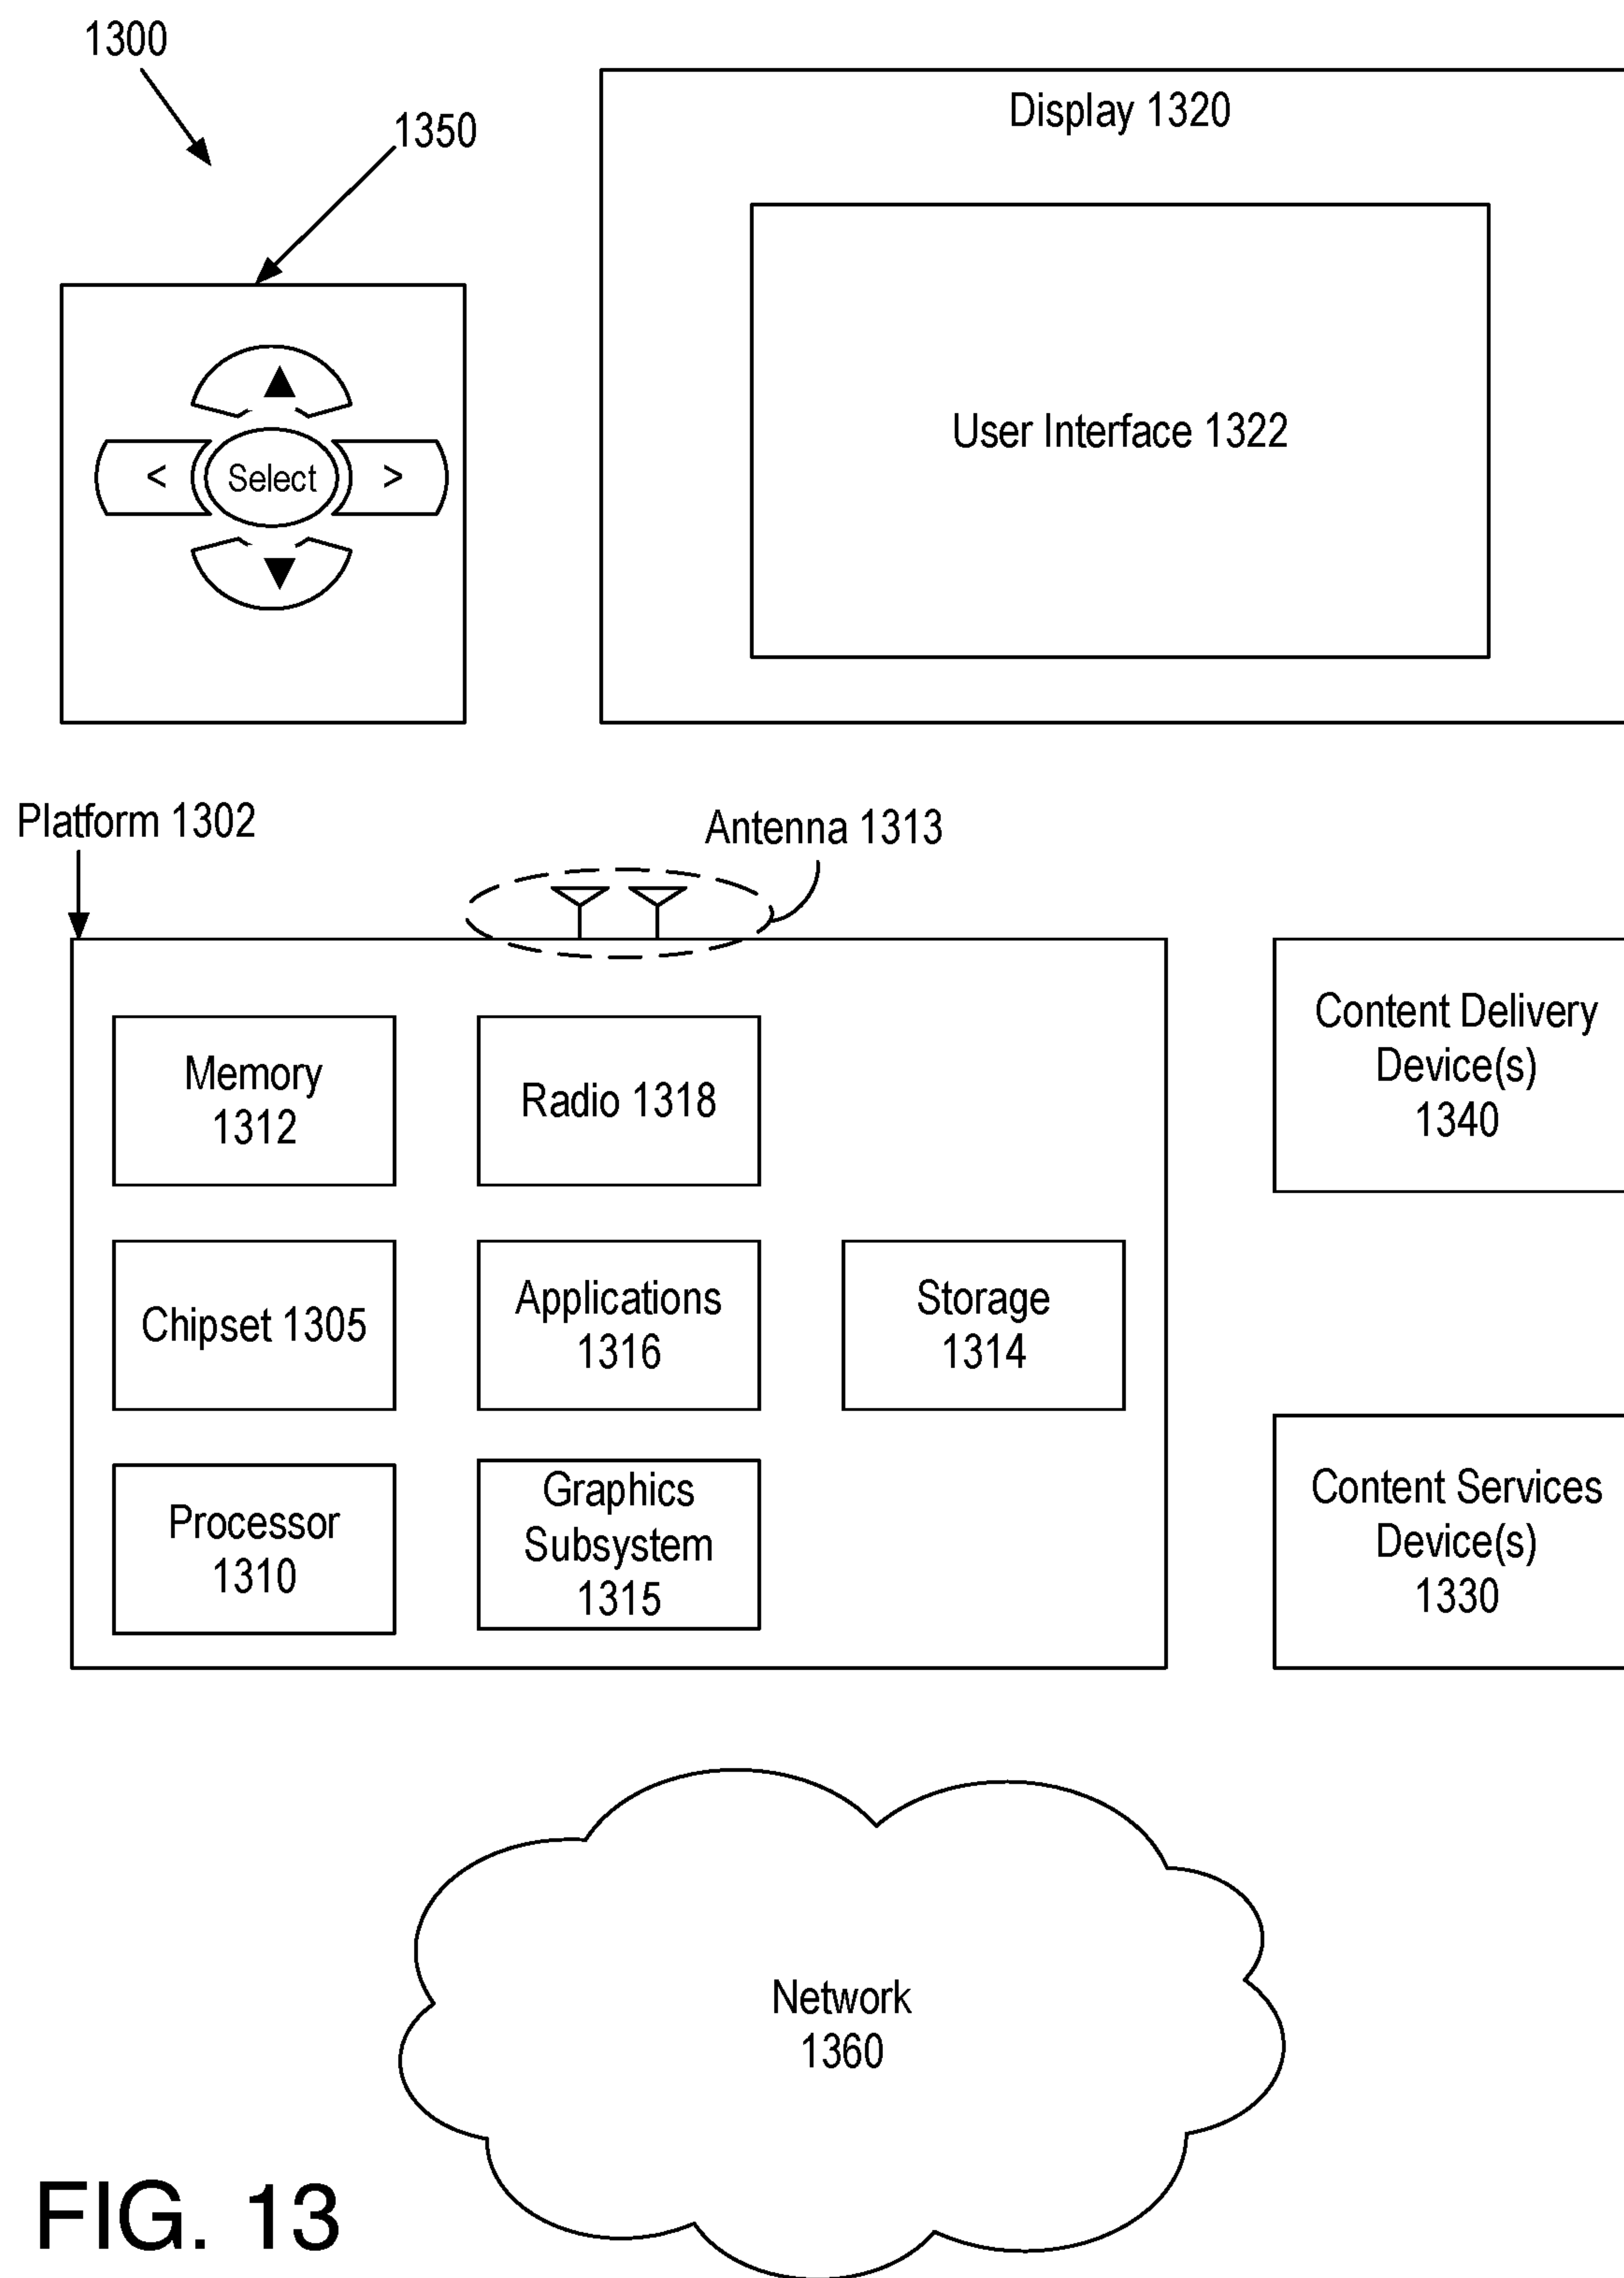 1300
1350
Display 1320
User Interface 1322
<
Select
>
Platform 1302
Antenna 1313
Memory
1312
Radio 1318
Content Delivery
Device(s)
1340
Chipset 1305
Applications
1316
Storage
1314
Processor
1310
Graphics
Subsystem
1315
Content Services
Device(s)
1330
Network
1360
FIG. 13